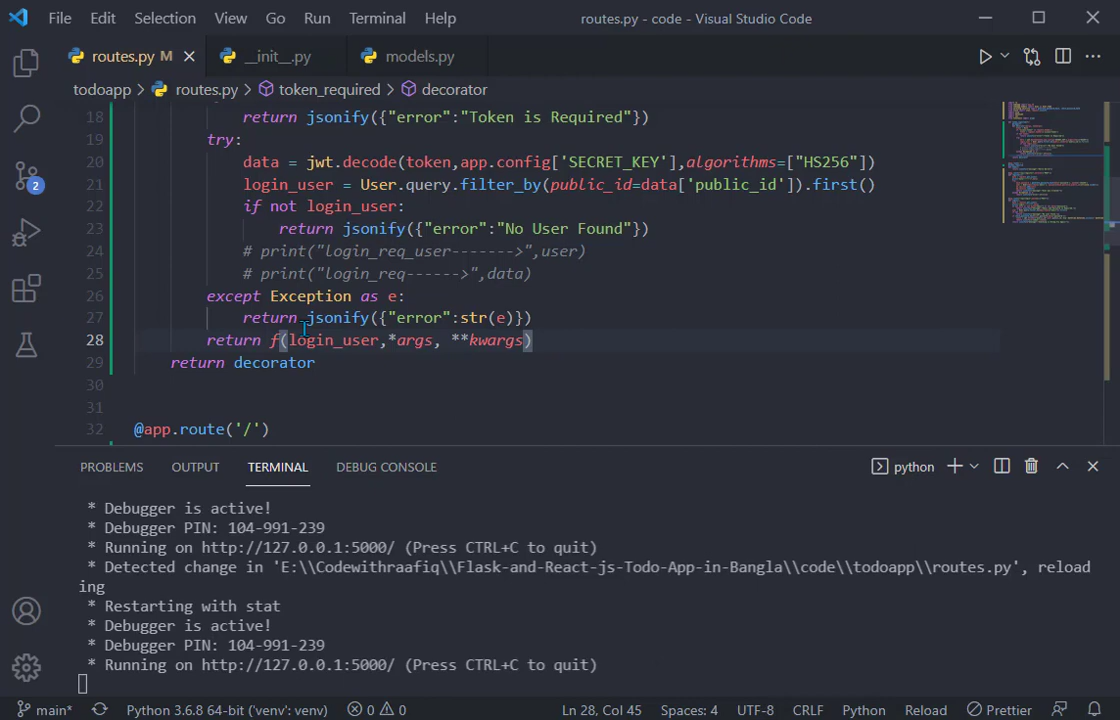 File Edit Selection View Go Run Terminal Help routes.py - code - Visual Studio Code
routes.py M __init__.py models.py
todoapp > routes.py > token_required > decorator
18 return jsonify({"error":"Token is Required"})
19 try:
20 data = jwt.decode(token,app.config['SECRET_KEY'],algorithms=["HS256"])
21 login_user = User.query.filter_by(public_id=data['public_id']).first()
22 if not login_user:
23 return jsonify({"error":"No User Found"})
24 # print("login_req_user------->",user)
25 # print("login_req------>",data)
26 except Exception as e:
27 return jsonify({"error":str(e)})
28 return f(login_user,*args, **kwargs)
29 return decorator
30
31
32 @app.route('/')
2
PROBLEMS OUTPUT TERMINAL DEBUG CONSOLE python
* Debugger is active!
* Debugger PIN: 104-991-239
* Running on http://127.0.0.1:5000/ (Press CTRL+C to quit)
* Detected change in 'E:\\Codewithraafiq\\Flask-and-React-js-Todo-App-in-Bangla\\code\\todoapp\\routes.py', reload
ing
* Restarting with stat
* Debugger is active!
* Debugger PIN: 104-991-239
* Running on http://127.0.0.1:5000/ (Press CTRL+C to quit)
main* Python 3.6.8 64-bit ('venv': venv) 0 0 Ln 28, Col 45 Spaces: 4 UTF-8 CRLF Python Reload Prettier